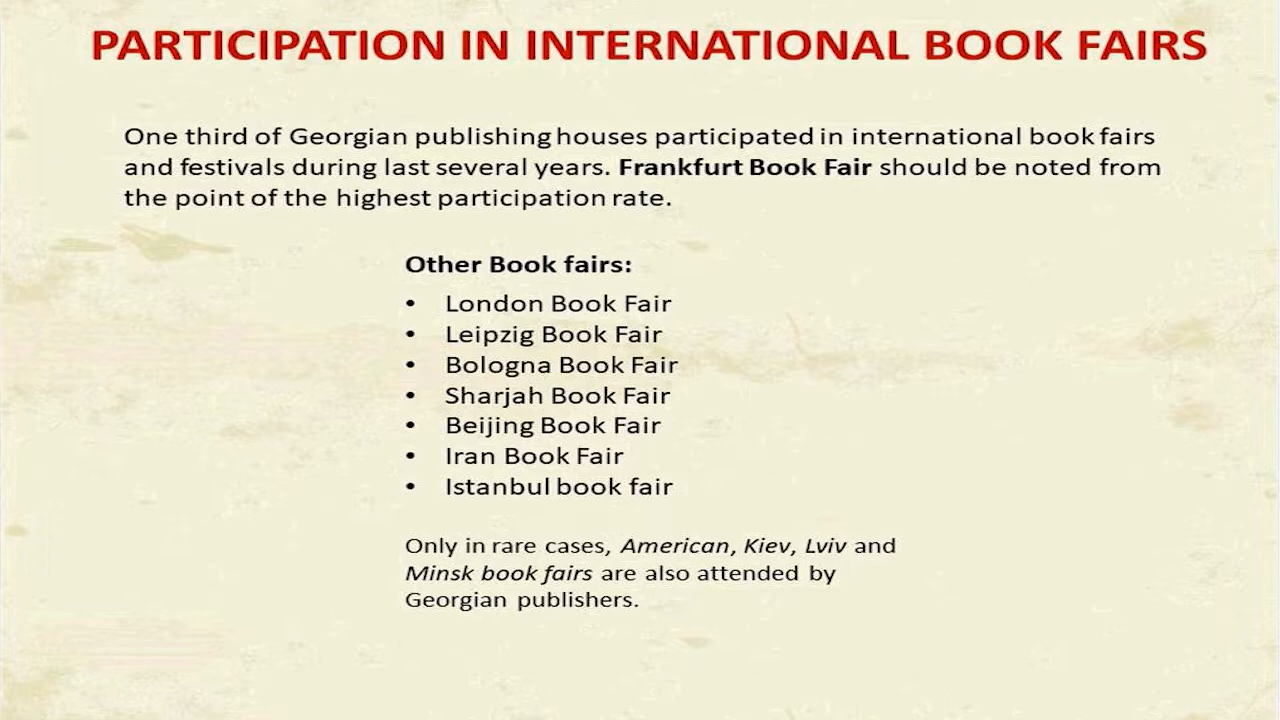 PARTICIPATION IN INTERNATIONAL BOOK FAIRS
One third of Georgian publishing houses participated in international book fairs
and festivals during last several years. Frankfurt Book Fair should be noted from
the point of the highest participation rate.
Other Book fairs:
• London Book Fair
• Leipzig Book Fair
• Bologna Book Fair
• Sharjah Book Fair
• Beijing Book Fair
• Iran Book Fair
• Istanbul book fair
Only in rare cases, American, Kiev, Lviv and
Minsk book fairs are also attended by
Georgian publishers.